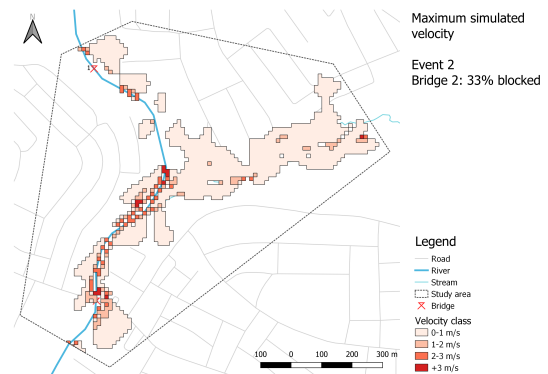 N
Maximum simulated
velocity
Event 2
Bridge 2: 33% blocked
Legend
Road
River
Stream
Study area
Bridge
Velocity class
0-1 m/s
1-2 m/s
2-3 m/s
+3 m/s
100 0 100 200 300 m